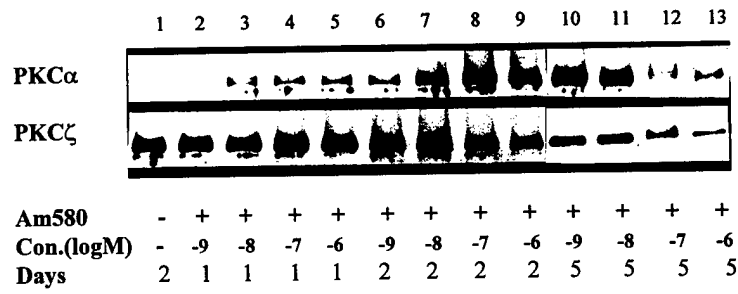 1 2 3 4 5 6 7 8 9 10 11 12 13
PKCα
PKCζ
Am580 - + + + + + + + + + + + +
Con.(logM) - -9 -8 -7 -6 -9 -8 -7 -6 -9 -8 -7 -6
Days 2 1 1 1 1 2 2 2 2 5 5 5 5